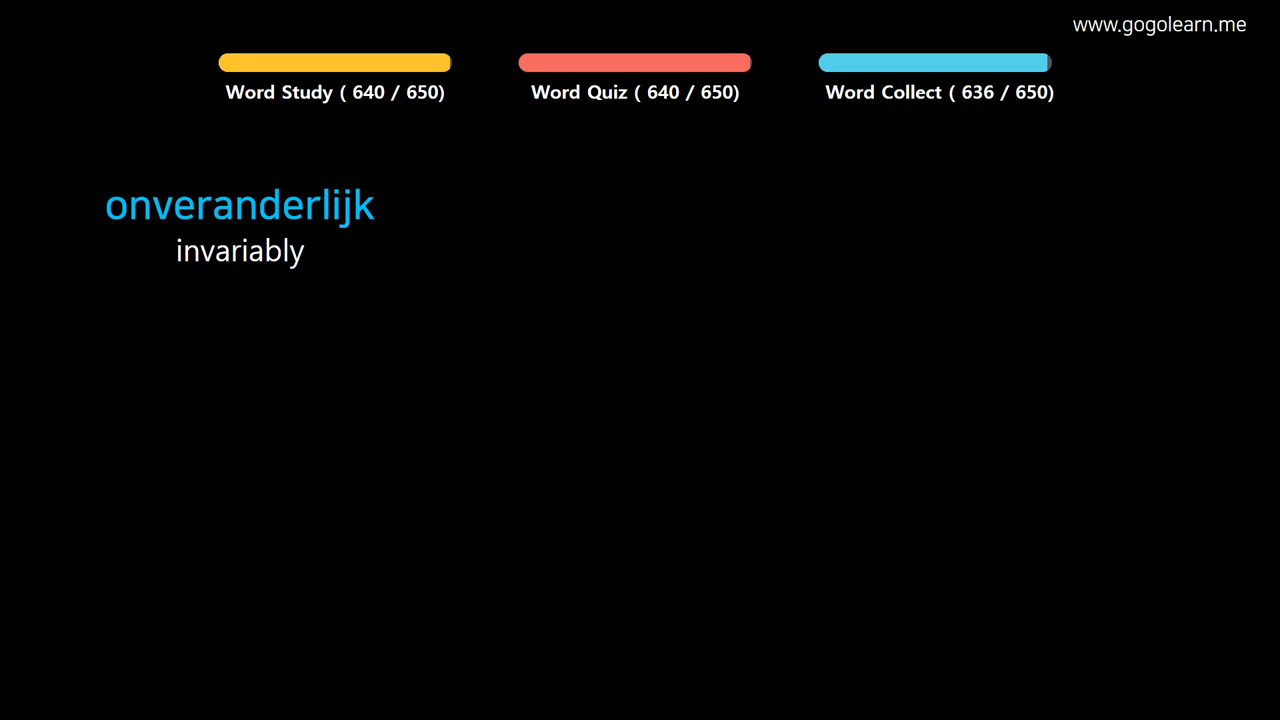 www.gogolearn.me
Word Study ( 640 / 650)
Word Quiz ( 640 / 650)
Word Collect ( 636 / 650)
onveranderlijk
invariably